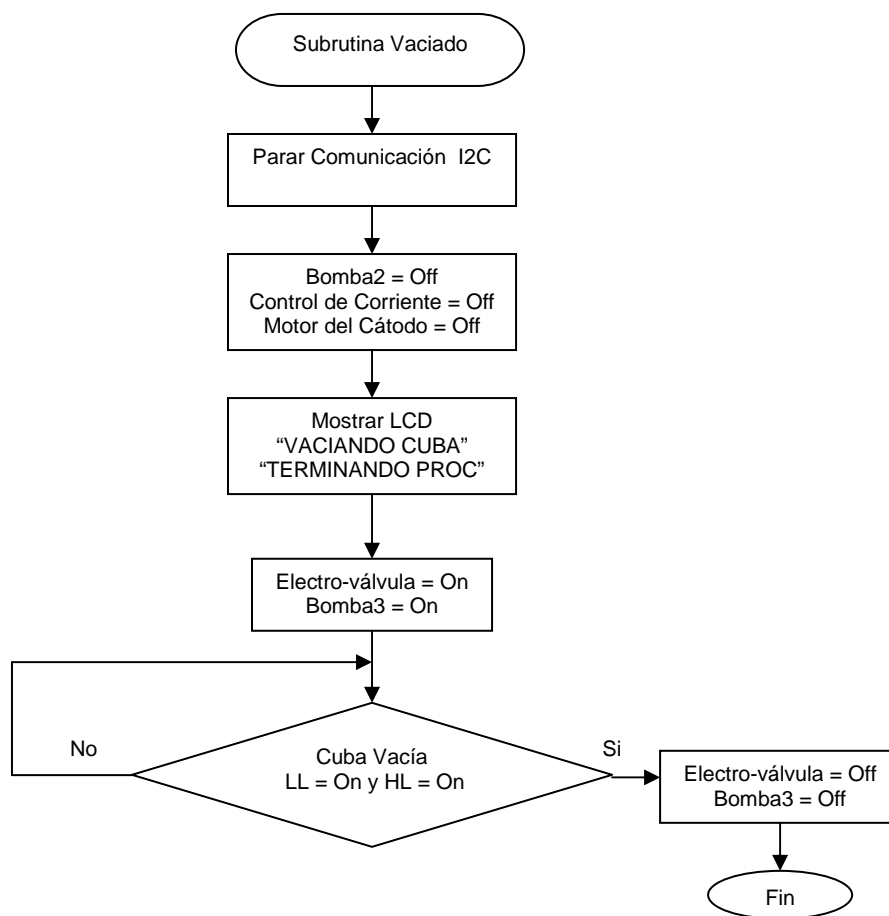 Subrutina Vaciado
Parar Comunicación I2C
Bomba2 = Off
Control de Corriente = Off
Motor del Cátodo = Off
Mostrar LCD
“VACIANDO CUBA”
“TERMINANDO PROC”
Electro-válvula = On
Bomba3 = On
No
Cuba Vacía
LL = On y HL = On
Si
Electro-válvula = Off
Bomba3 = Off
Fin